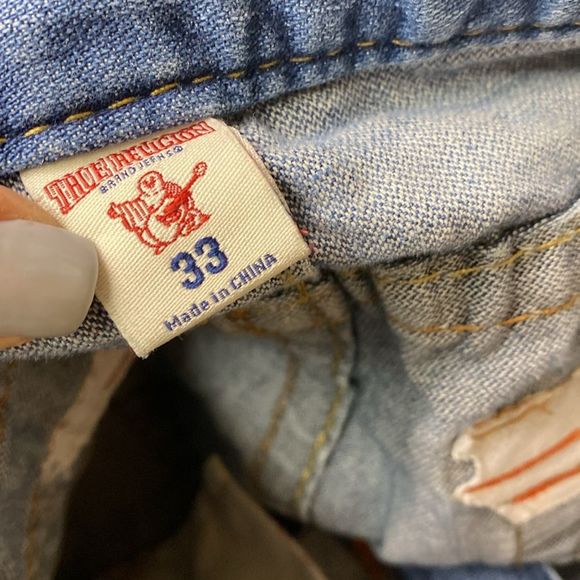 TRUE RELIGION
BRAND JEANS®
33
Made in CHINA